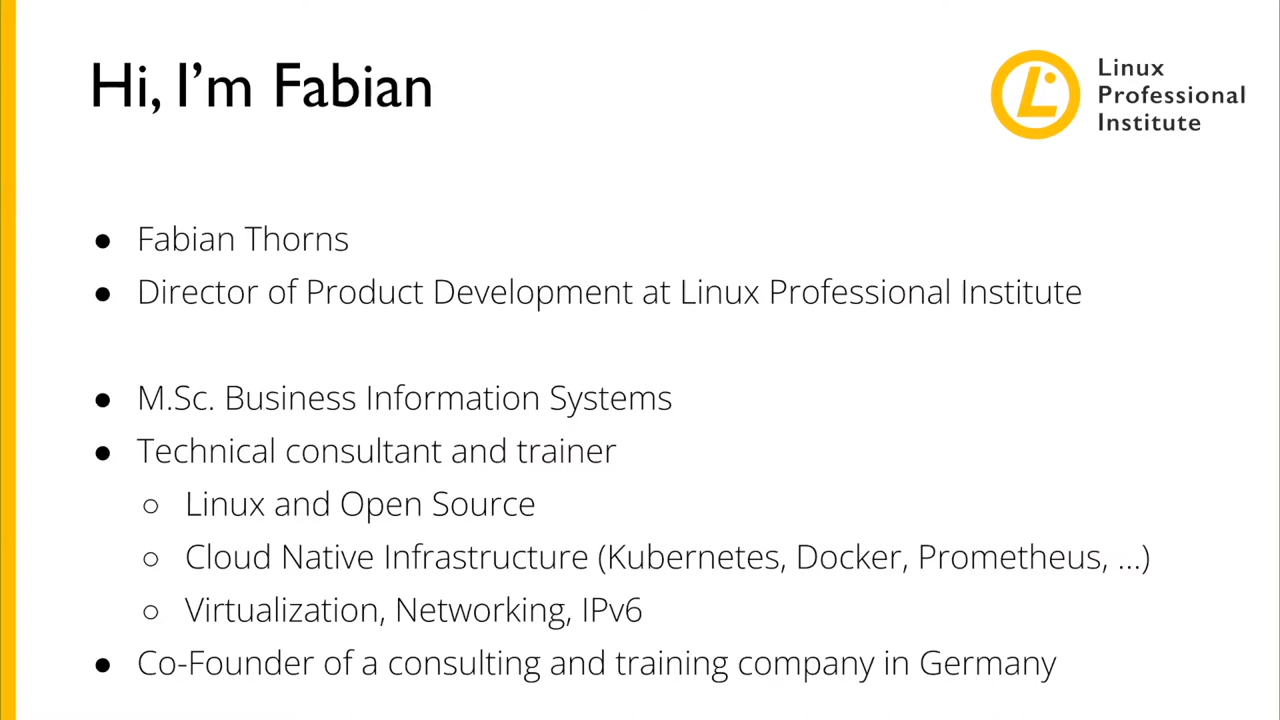 Hi, I’m Fabian
Linux
Professional
Institute
● Fabian Thorns
● Director of Product Development at Linux Professional Institute
● M.Sc. Business Information Systems
● Technical consultant and trainer
○ Linux and Open Source
○ Cloud Native Infrastructure (Kubernetes, Docker, Prometheus, ...)
○ Virtualization, Networking, IPv6
● Co-Founder of a consulting and training company in Germany